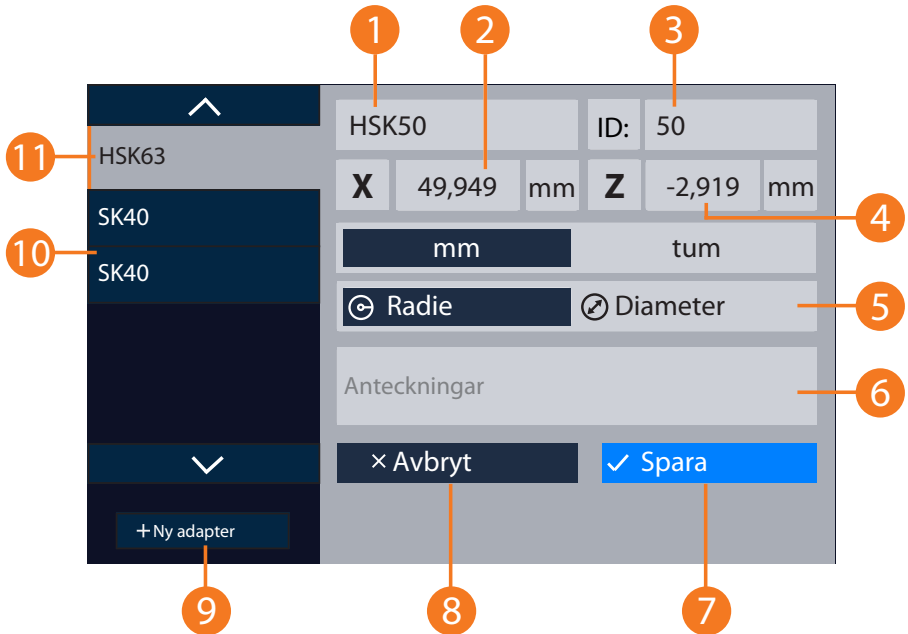 1 2 3
HSK50 ID: 50
11 HSK63
X 49,949 mm Z -2,919 mm
SK40 4
mm tum
10
SK40
Radie Diameter 5
Anteckningar 6
× Avbryt ✓ Spara
+ Ny adapter
9 8 7